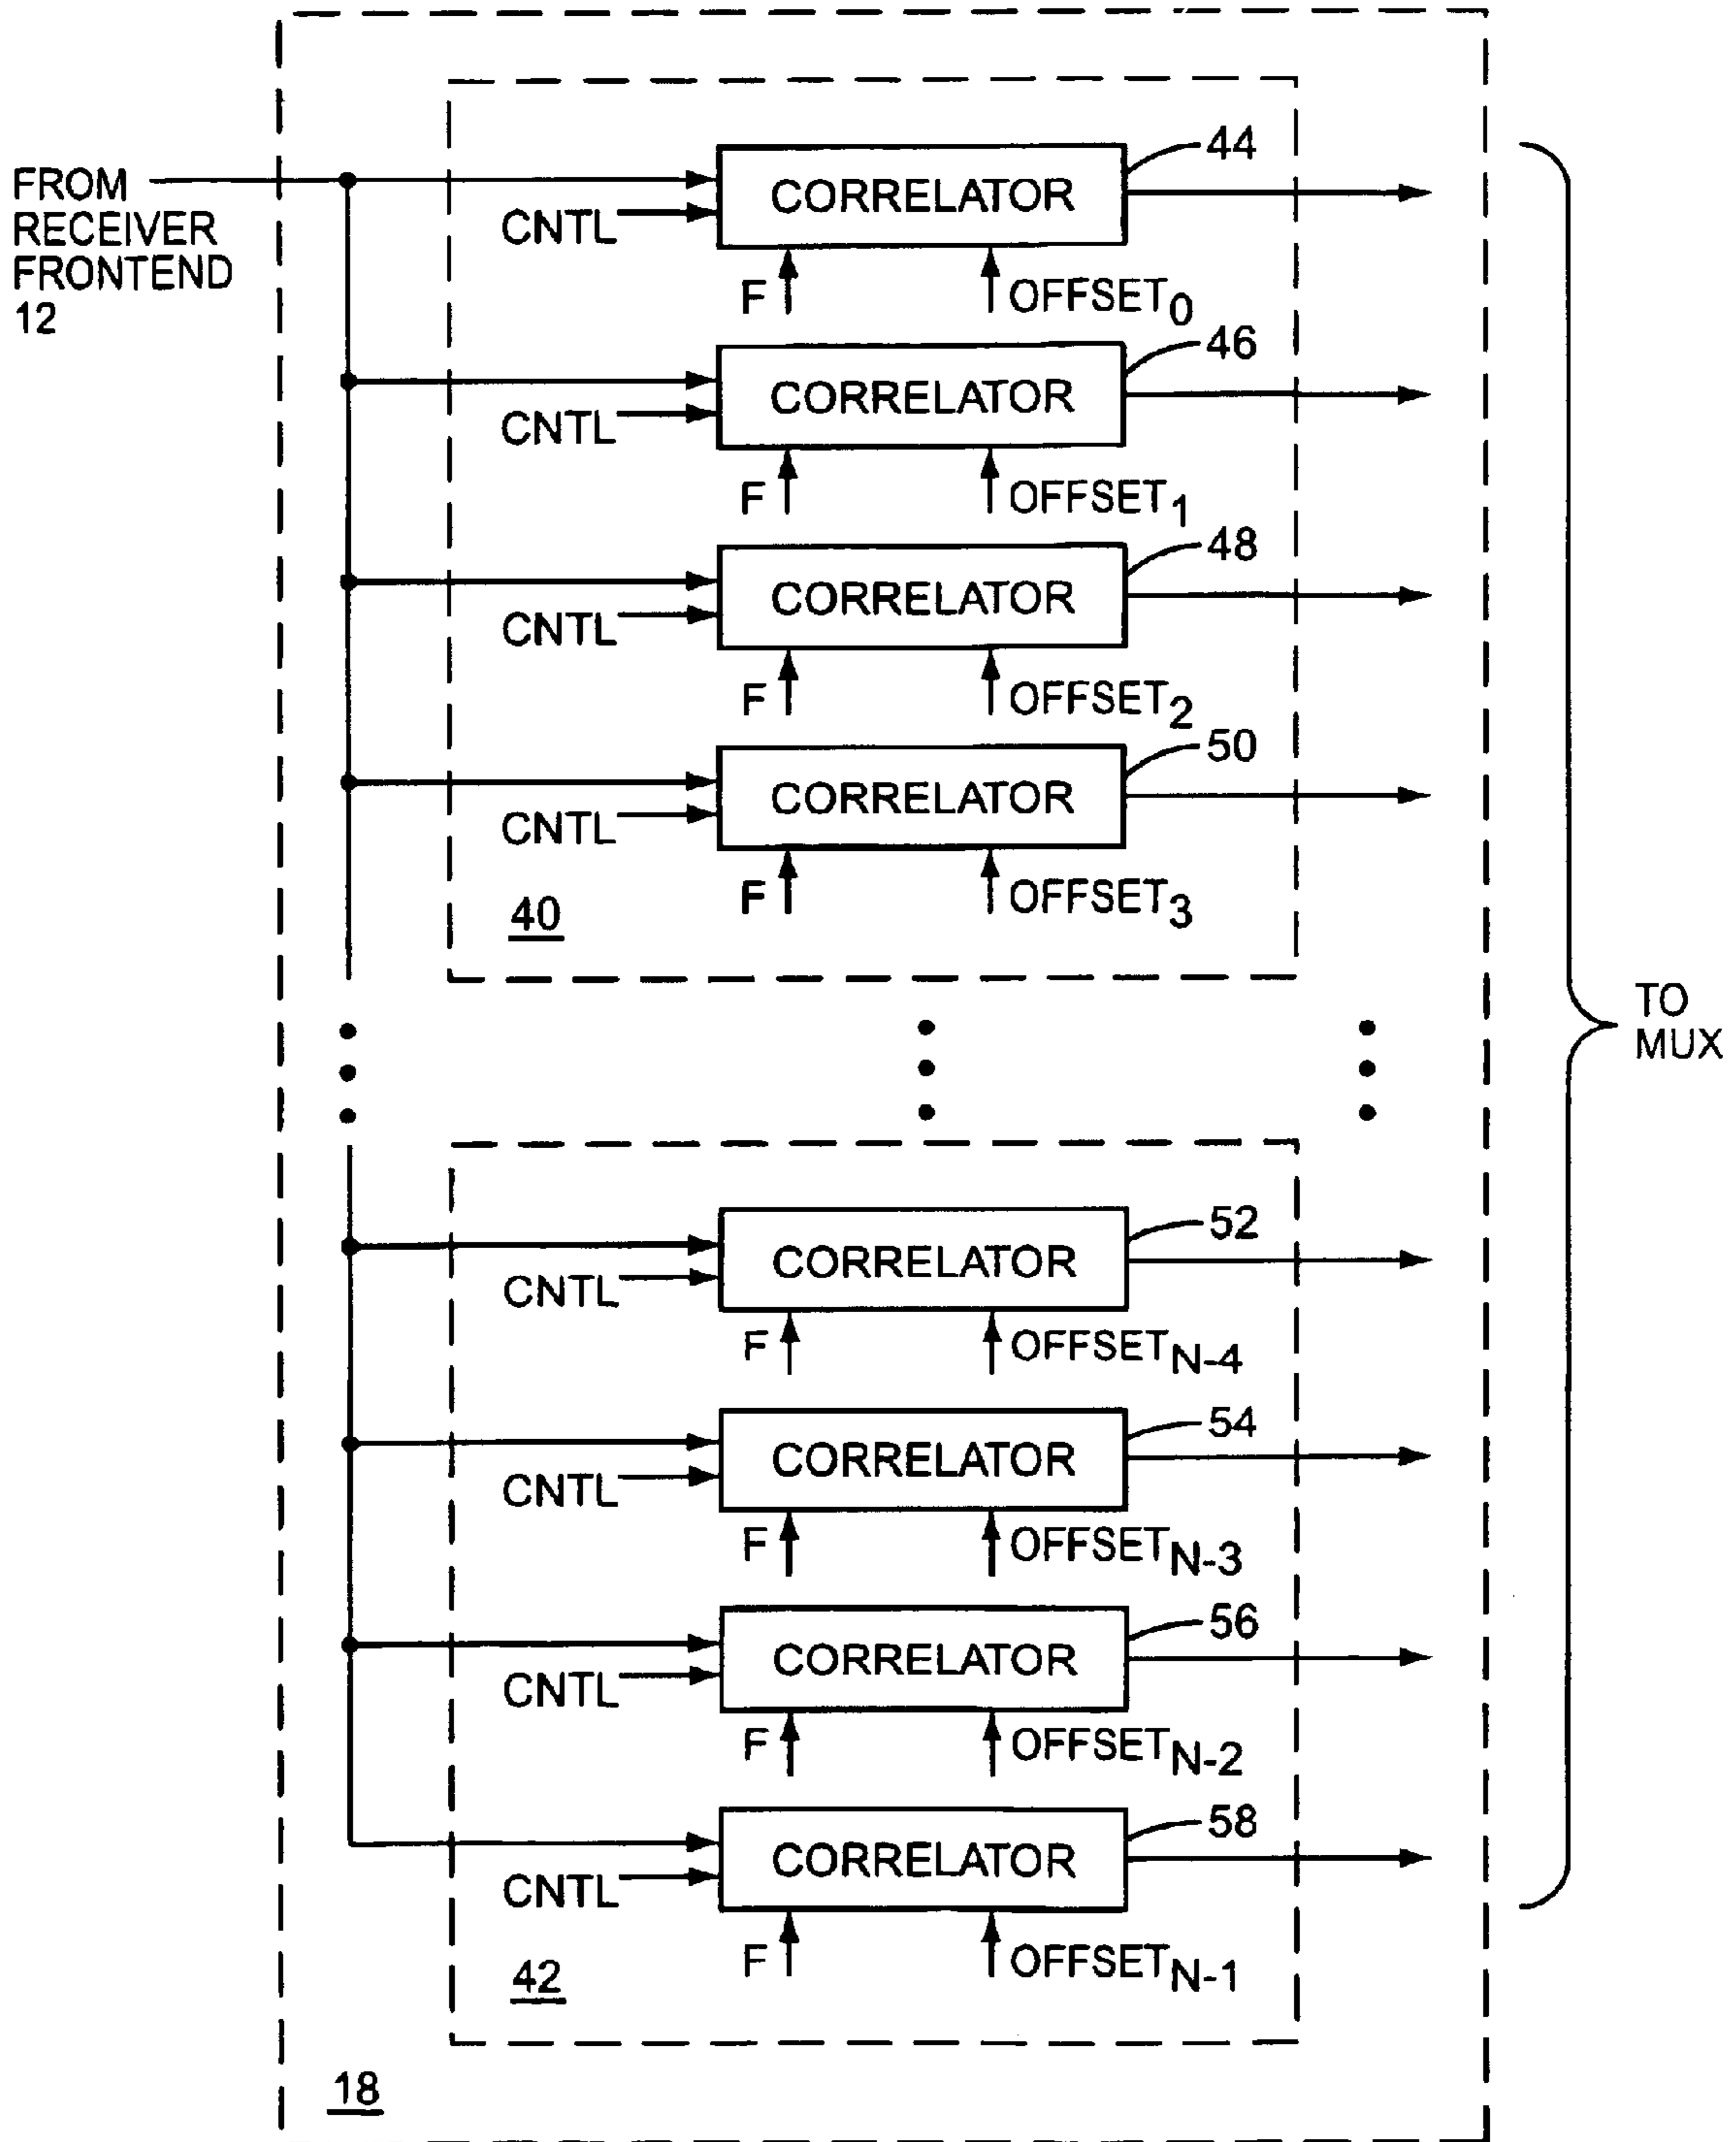 FROM
RECEIVER
FRONTEND
12
CORRELATOR
44
CNTL
F
OFFSET0
CORRELATOR
46
CNTL
F
OFFSET1
CORRELATOR
48
CNTL
F
OFFSET2
CORRELATOR
50
CNTL
F
OFFSET3
40
TO
MUX
CORRELATOR
52
CNTL
F
OFFSETN-4
CORRELATOR
54
CNTL
F
OFFSETN-3
CORRELATOR
56
CNTL
F
OFFSETN-2
CORRELATOR
58
CNTL
F
OFFSETN-1
42
18